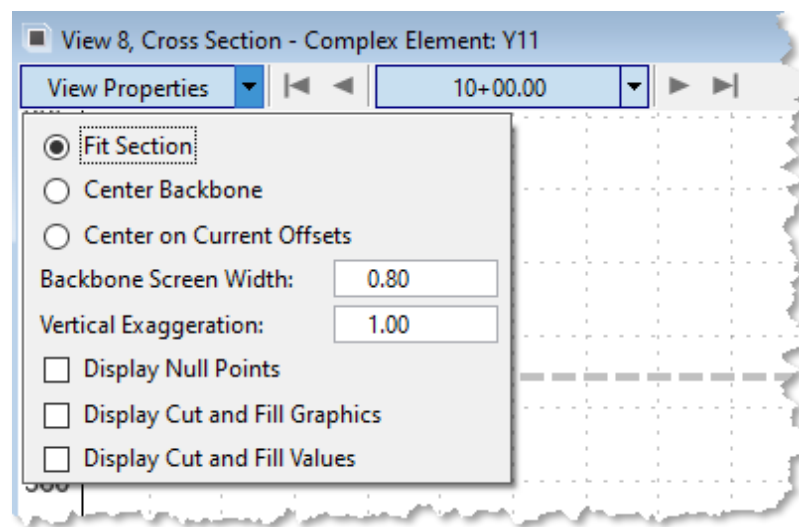 View 8, Cross Section - Complex Element: Y11
View Properties 10+00.00
Fit Section
Center Backbone
Center on Current Offsets
Backbone Screen Width: 0.80
Vertical Exaggeration: 1.00
Display Null Points
Display Cut and Fill Graphics
Display Cut and Fill Values